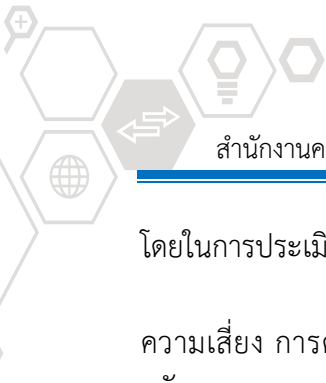 สำนักงานค
โดยในการประเมิ
ความเสี่ยง การด